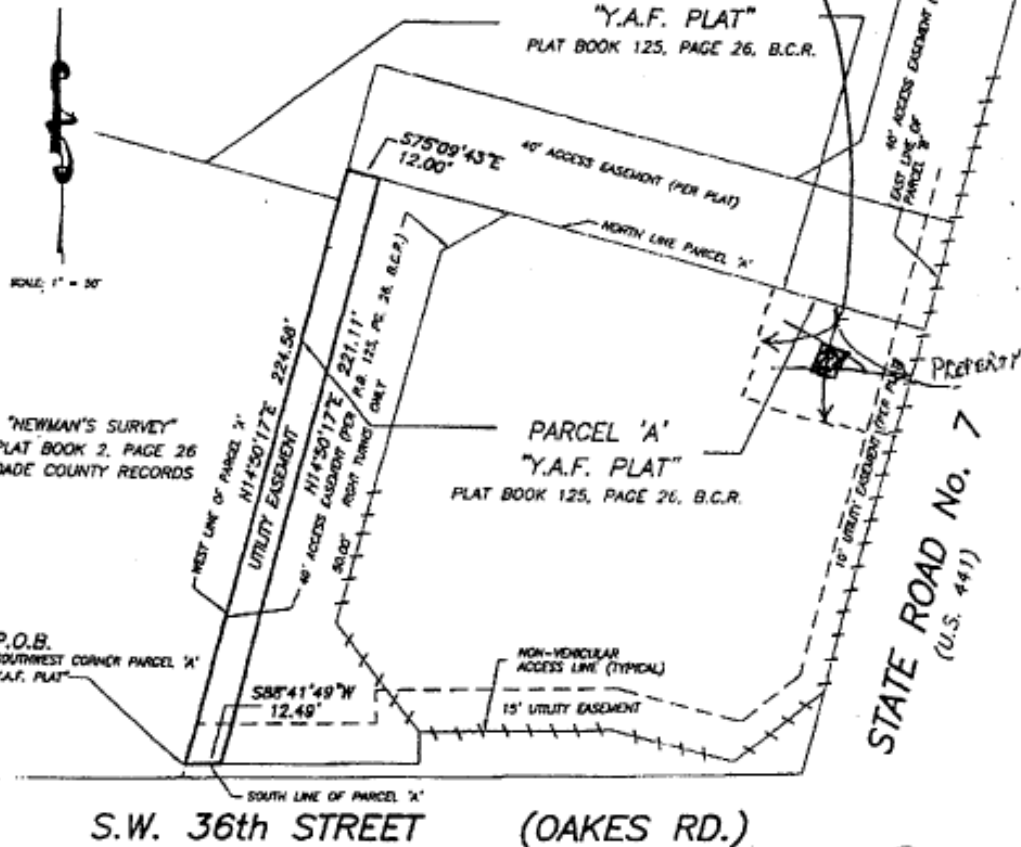 "Y.A.F. PLAT"
PLAT BOOK 125, PAGE 26, B.C.R.
40' ACCESS EASEMENT
EAST LINE OF
PARCEL 'B'
S75°09'43"E
12.00'
40' ACCESS EASEMENT (PER PLAT)
NORTH LINE PARCEL 'A'
SCALE: 1" = 50'
PROPERTY
WEST LINE OF PARCEL 'A'
N14°50'17"E 224.58'
UTILITY EASEMENT
N14°50'17"E 221.11'
40' ACCESS EASEMENT (PER P.B. 125, PG. 26, B.C.R.)
50.00' RIGHT TURNS ONLY
"NEWMAN'S SURVEY"
PLAT BOOK 2, PAGE 26
DADE COUNTY RECORDS
PARCEL 'A'
"Y.A.F. PLAT"
PLAT BOOK 125, PAGE 26, B.C.R.
10' UTILITY EASEMENT (PER PLAT)
STATE ROAD No. 7
(U.S. 441)
P.O.B.
SOUTHWEST CORNER PARCEL 'A'
Y.A.F. PLAT"
S88°41'49"W
12.49'
NON-VEHICULAR
ACCESS LINE (TYPICAL)
15' UTILITY EASEMENT
SOUTH LINE OF PARCEL 'A'
S.W. 36th STREET (OAKES RD.)